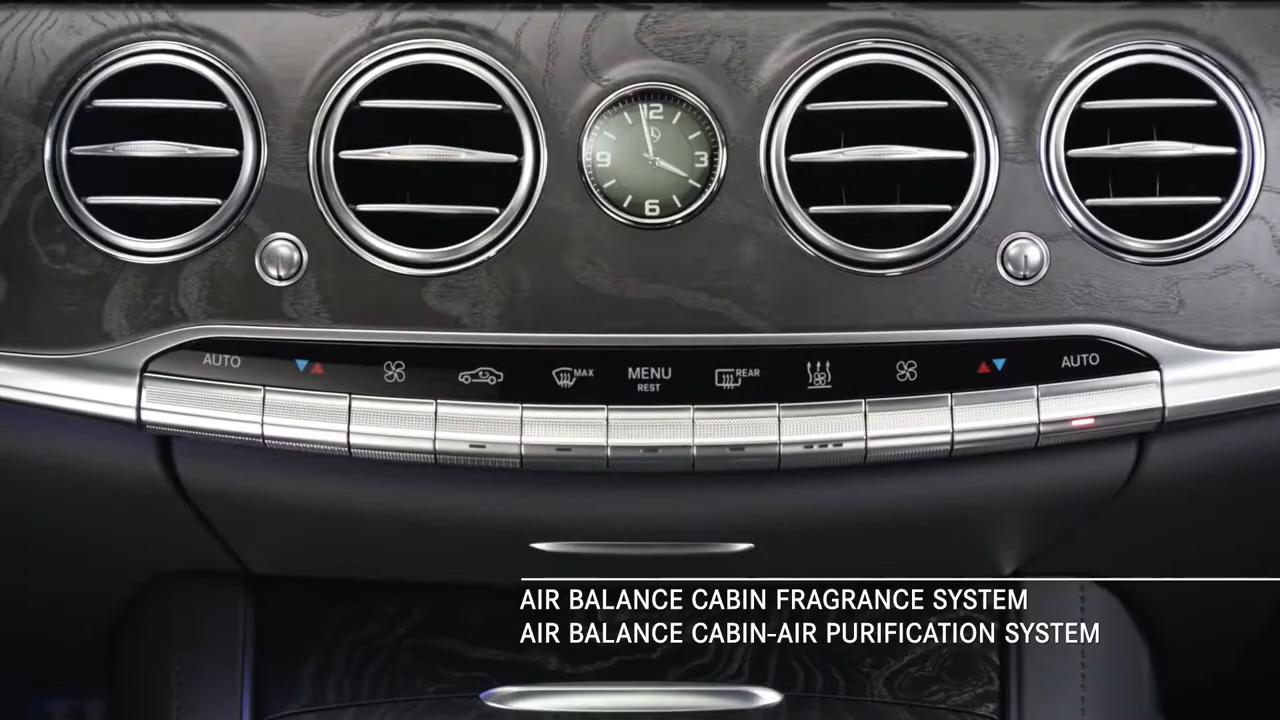 12
9 3
6
AUTO MAX MENU REAR AUTO
REST
AIR BALANCE CABIN FRAGRANCE SYSTEM
AIR BALANCE CABIN-AIR PURIFICATION SYSTEM